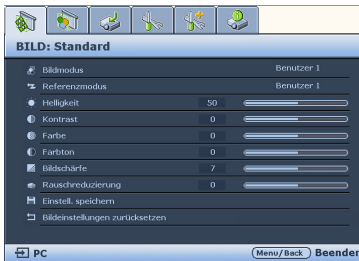 BILD: Standard
Bildmodus Benutzer 1
Referenzmodus Benutzer 1
Helligkeit 50
Kontrast 0
Farbe 0
Farbton 0
Bildschärfe 7
Rauschreduzierung 0
Einstell. speichern
Bildeinstellungen zurücksetzen
PC Menu/Back Beenden